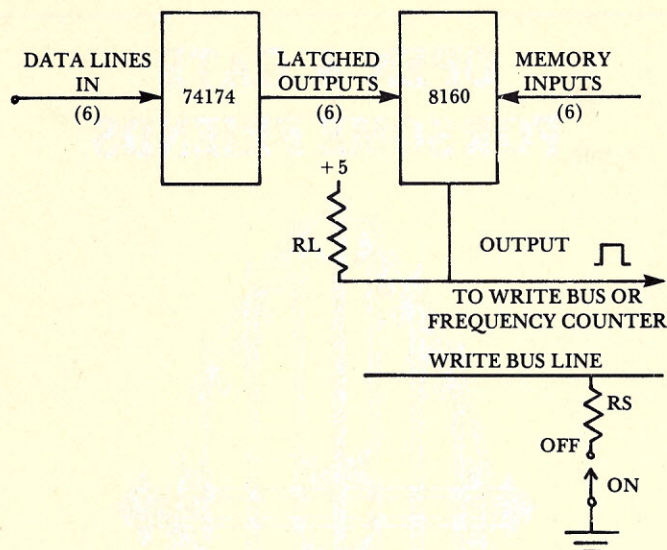 DATA LINES
IN
(6)
74174
LATCHED
OUTPUTS
(6)
8160
MEMORY
INPUTS
(6)
+5
RL
OUTPUT
TO WRITE BUS OR
FREQUENCY COUNTER
WRITE BUS LINE
RS
OFF
ON